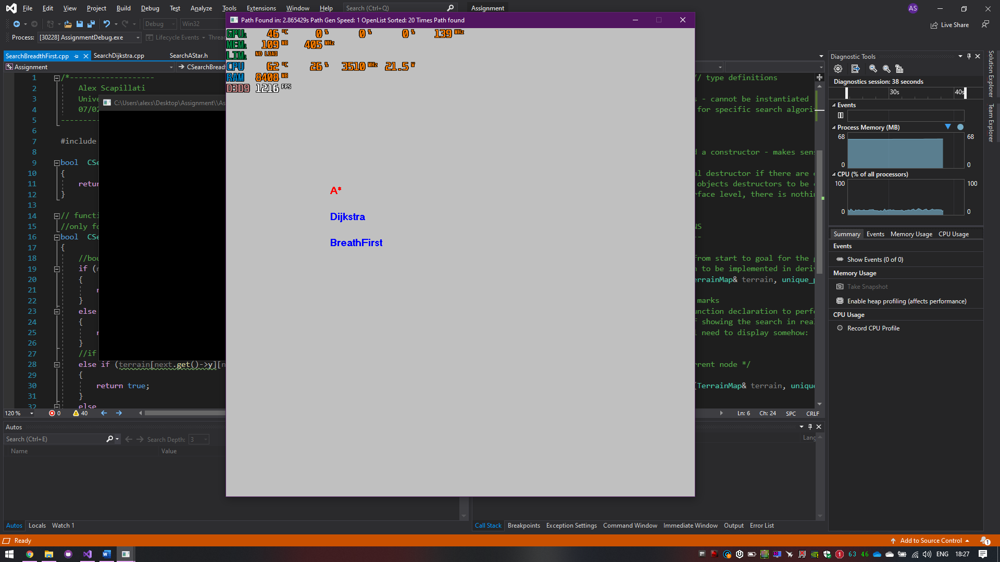 File Edit View Project Build Debug Test Analyze Tools Extensions Window Help Search (Ctrl+Q) Assignment AS
Debug Win32 Live Share
Process: [30228] AssignmentDebug.exe Lifecycle Events
SearchBreadthFirst.cpp SearchDijkstra.cpp SearchAStar.h
Assignment
Path Found in: 2.865429s Path Gen Speed: 1 OpenList Sorted: 20 Times Path found
GPU1 46 °C 0 % 0 % 0 % 139 MHz
MEM1 109 MB 405 MHz
LIM1 NO LOAD
CPU 62 °C 26 % 3510 MHz 21.5 W
RAM 8408 MB
D3D9 1216 FPS
A*
Dijkstra
BreathFirst
C:\Users\alexs\Desktop\Assignment\\As
1 /*-------------------
2 Alex Scapillati
3 Unive
4 07/02
5 ---------
6
7 #include
8
9 bool CSe
10 {
11 retur
12 }
13
14 // functi
15 //only fo
16 bool CSe
17 {
18 //bou
19 if (n
20 {
21 r
22 }
23 else
24 {
25 r
26 }
27 //if
28 else if (terrain[next.get()->y][n
29 {
30 return true;
31 }
32 else
// type definitions
s - cannot be instantiated
for specific search algori
d a constructor - makes sens
al destructor if there are
objects destructors to be
rface level, there is nothin
NS
--
from start to goal for the
n to be implemented in deriv
errainMap& terrain, unique_p
marks
unction declaration to perfo
f showing the search in rea
l need to display somehow:
rrent node */
(TerrainMap& terrain, unique
120 % 0 40 Ln: 6 Ch: 24 SPC CRLF
Autos
Search (Ctrl+E) Search Depth: 3
Name Value
Lang
Autos Locals Watch 1
Call Stack Breakpoints Exception Settings Command Window Immediate Window Output Error List
Diagnostic Tools
Diagnostics session: 38 seconds
30s 40s
Events
Process Memory (MB)
68 68
0 0
CPU (% of all processors)
100 100
0 0
Summary Events Memory Usage CPU Usage
Events
Show Events (0 of 0)
Memory Usage
Take Snapshot
Enable heap profiling (affects performance)
CPU Usage
Record CPU Profile
Solution Explorer
Team Explorer
Ready Add to Source Control 1
63 46 ENG 18:27